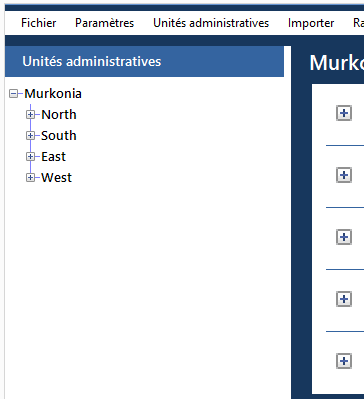 Fichier Paramètres Unités administratives Importer
Unités administratives
Murkonia
North
South
East
West